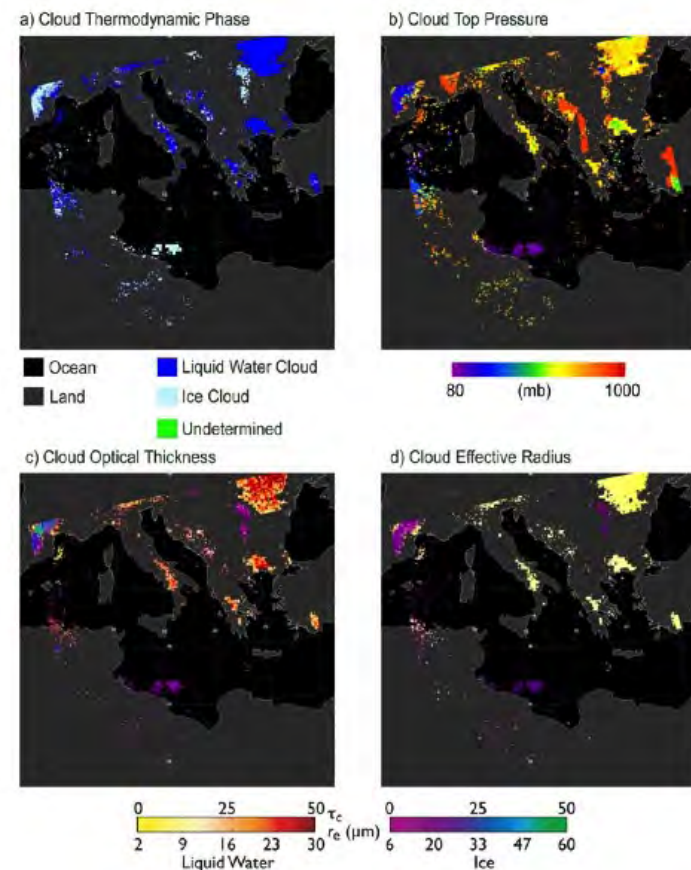 a) Cloud Thermodynamic Phase
b) Cloud Top Pressure
Ocean
Land
Liquid Water Cloud
Ice Cloud
Undetermined
80 (mb) 1000
c) Cloud Optical Thickness
d) Cloud Effective Radius
0 25 50 τc 0 25 50
2 9 16 23 30 re (μm) 6 20 33 47 60
Liquid Water Ice